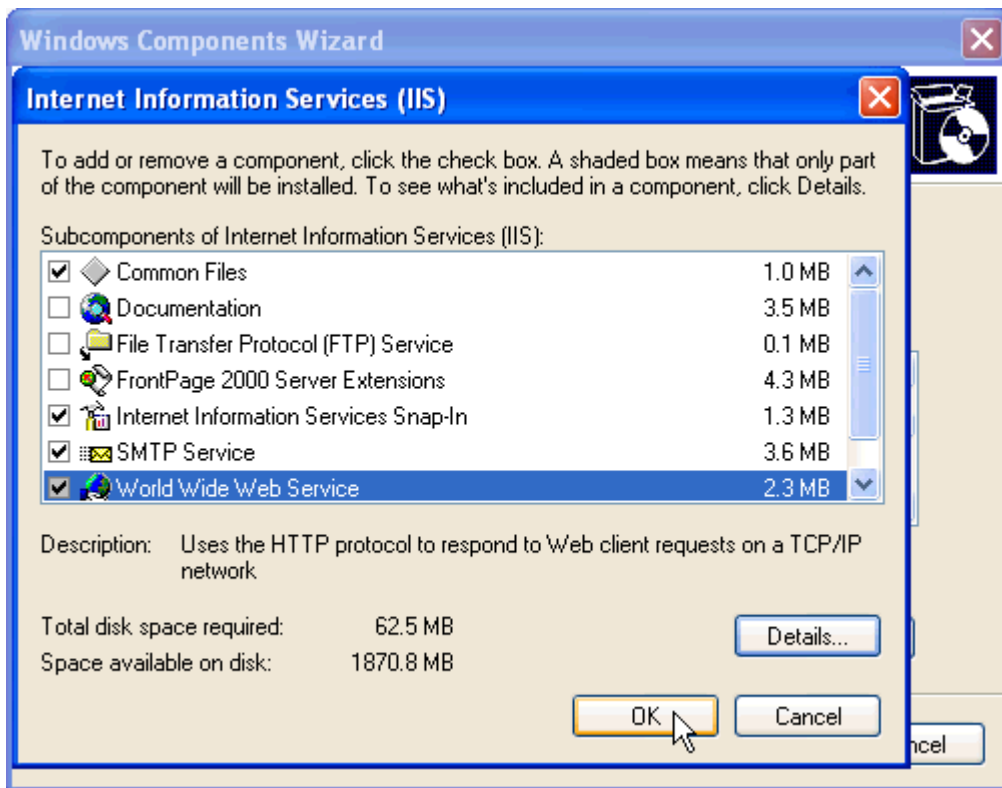 Windows Components Wizard
Internet Information Services (IIS)
To add or remove a component, click the check box. A shaded box means that only part
of the component will be installed. To see what's included in a component, click Details.
Subcomponents of Internet Information Services (IIS):
Common Files 1.0 MB
Documentation 3.5 MB
File Transfer Protocol (FTP) Service 0.1 MB
FrontPage 2000 Server Extensions 4.3 MB
Internet Information Services Snap-In 1.3 MB
SMTP Service 3.6 MB
World Wide Web Service 2.3 MB
Description: Uses the HTTP protocol to respond to Web client requests on a TCP/IP
network
Total disk space required: 62.5 MB
Details...
Space available on disk: 1870.8 MB
OK Cancel
ncel